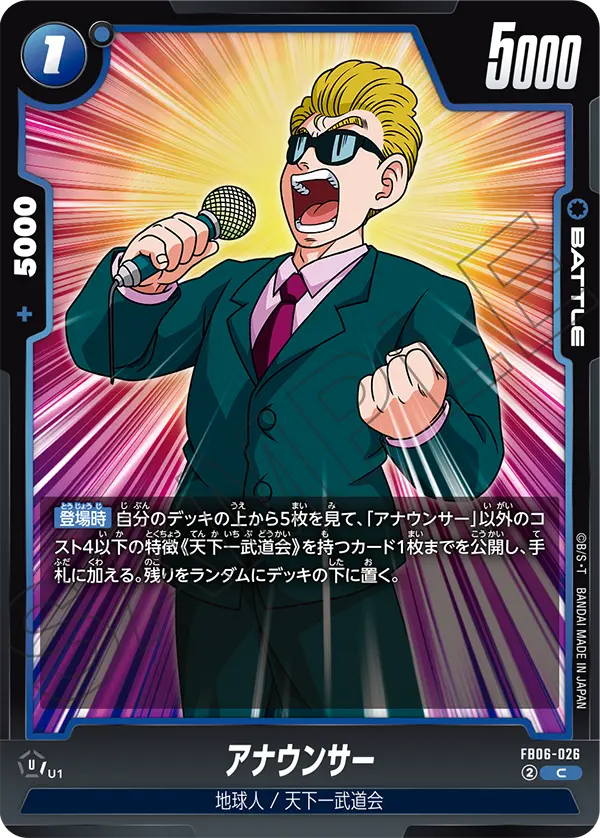 1
5000
+ 5000
BATTLE
登場時 自分のデッキの上から5枚を見て、「アナウンサー」以外のコ
スト4以下の特徴《天下一武道会》を持つカード1枚までを公開し、手
札に加える。残りをランダムにデッキの下に置く。
SAMPLE
©B/S・T BANDAI MADE IN JAPAN
U U1
アナウンサー
FB06-026
② C
地球人 / 天下一武道会